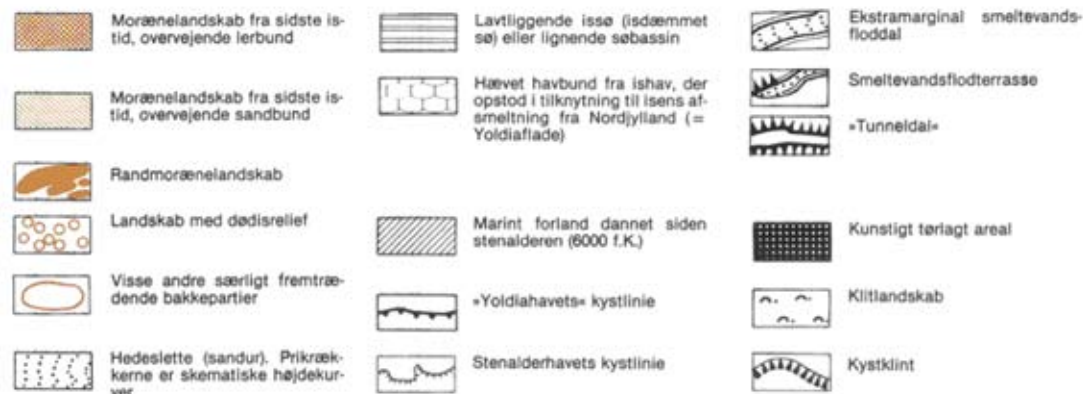 Morænelandskab fra sidste is-
tid, overvejende lerbund
Morænelandskab fra sidste is-
tid, overvejende sandbund
Randmorænelandskab
Landskab med dødisrelief
Visse andre særligt fremtræ-
dende bakkepartier
Hedeslette (sandur). Prikræk-
kerne er skematiske højdekur-
ver
Lavtliggende issø (isdæmmet
sø) eller lignende søbassin
Hævet havbund fra ishav, der
opstod i tilknytning til isens af-
smeltning fra Nordjylland (=
Yoldiaflade)
Marint forland dannet siden
stenalderen (6000 f.K.)
»Yoldiahavets« kystlinie
Stenalderhavets kystlinie
Ekstramarginal smeltevands-
floddal
Smeltevandsflodterrasse
»Tunneldal«
Kunstigt tørlagt areal
Klitlandskab
Kystklint